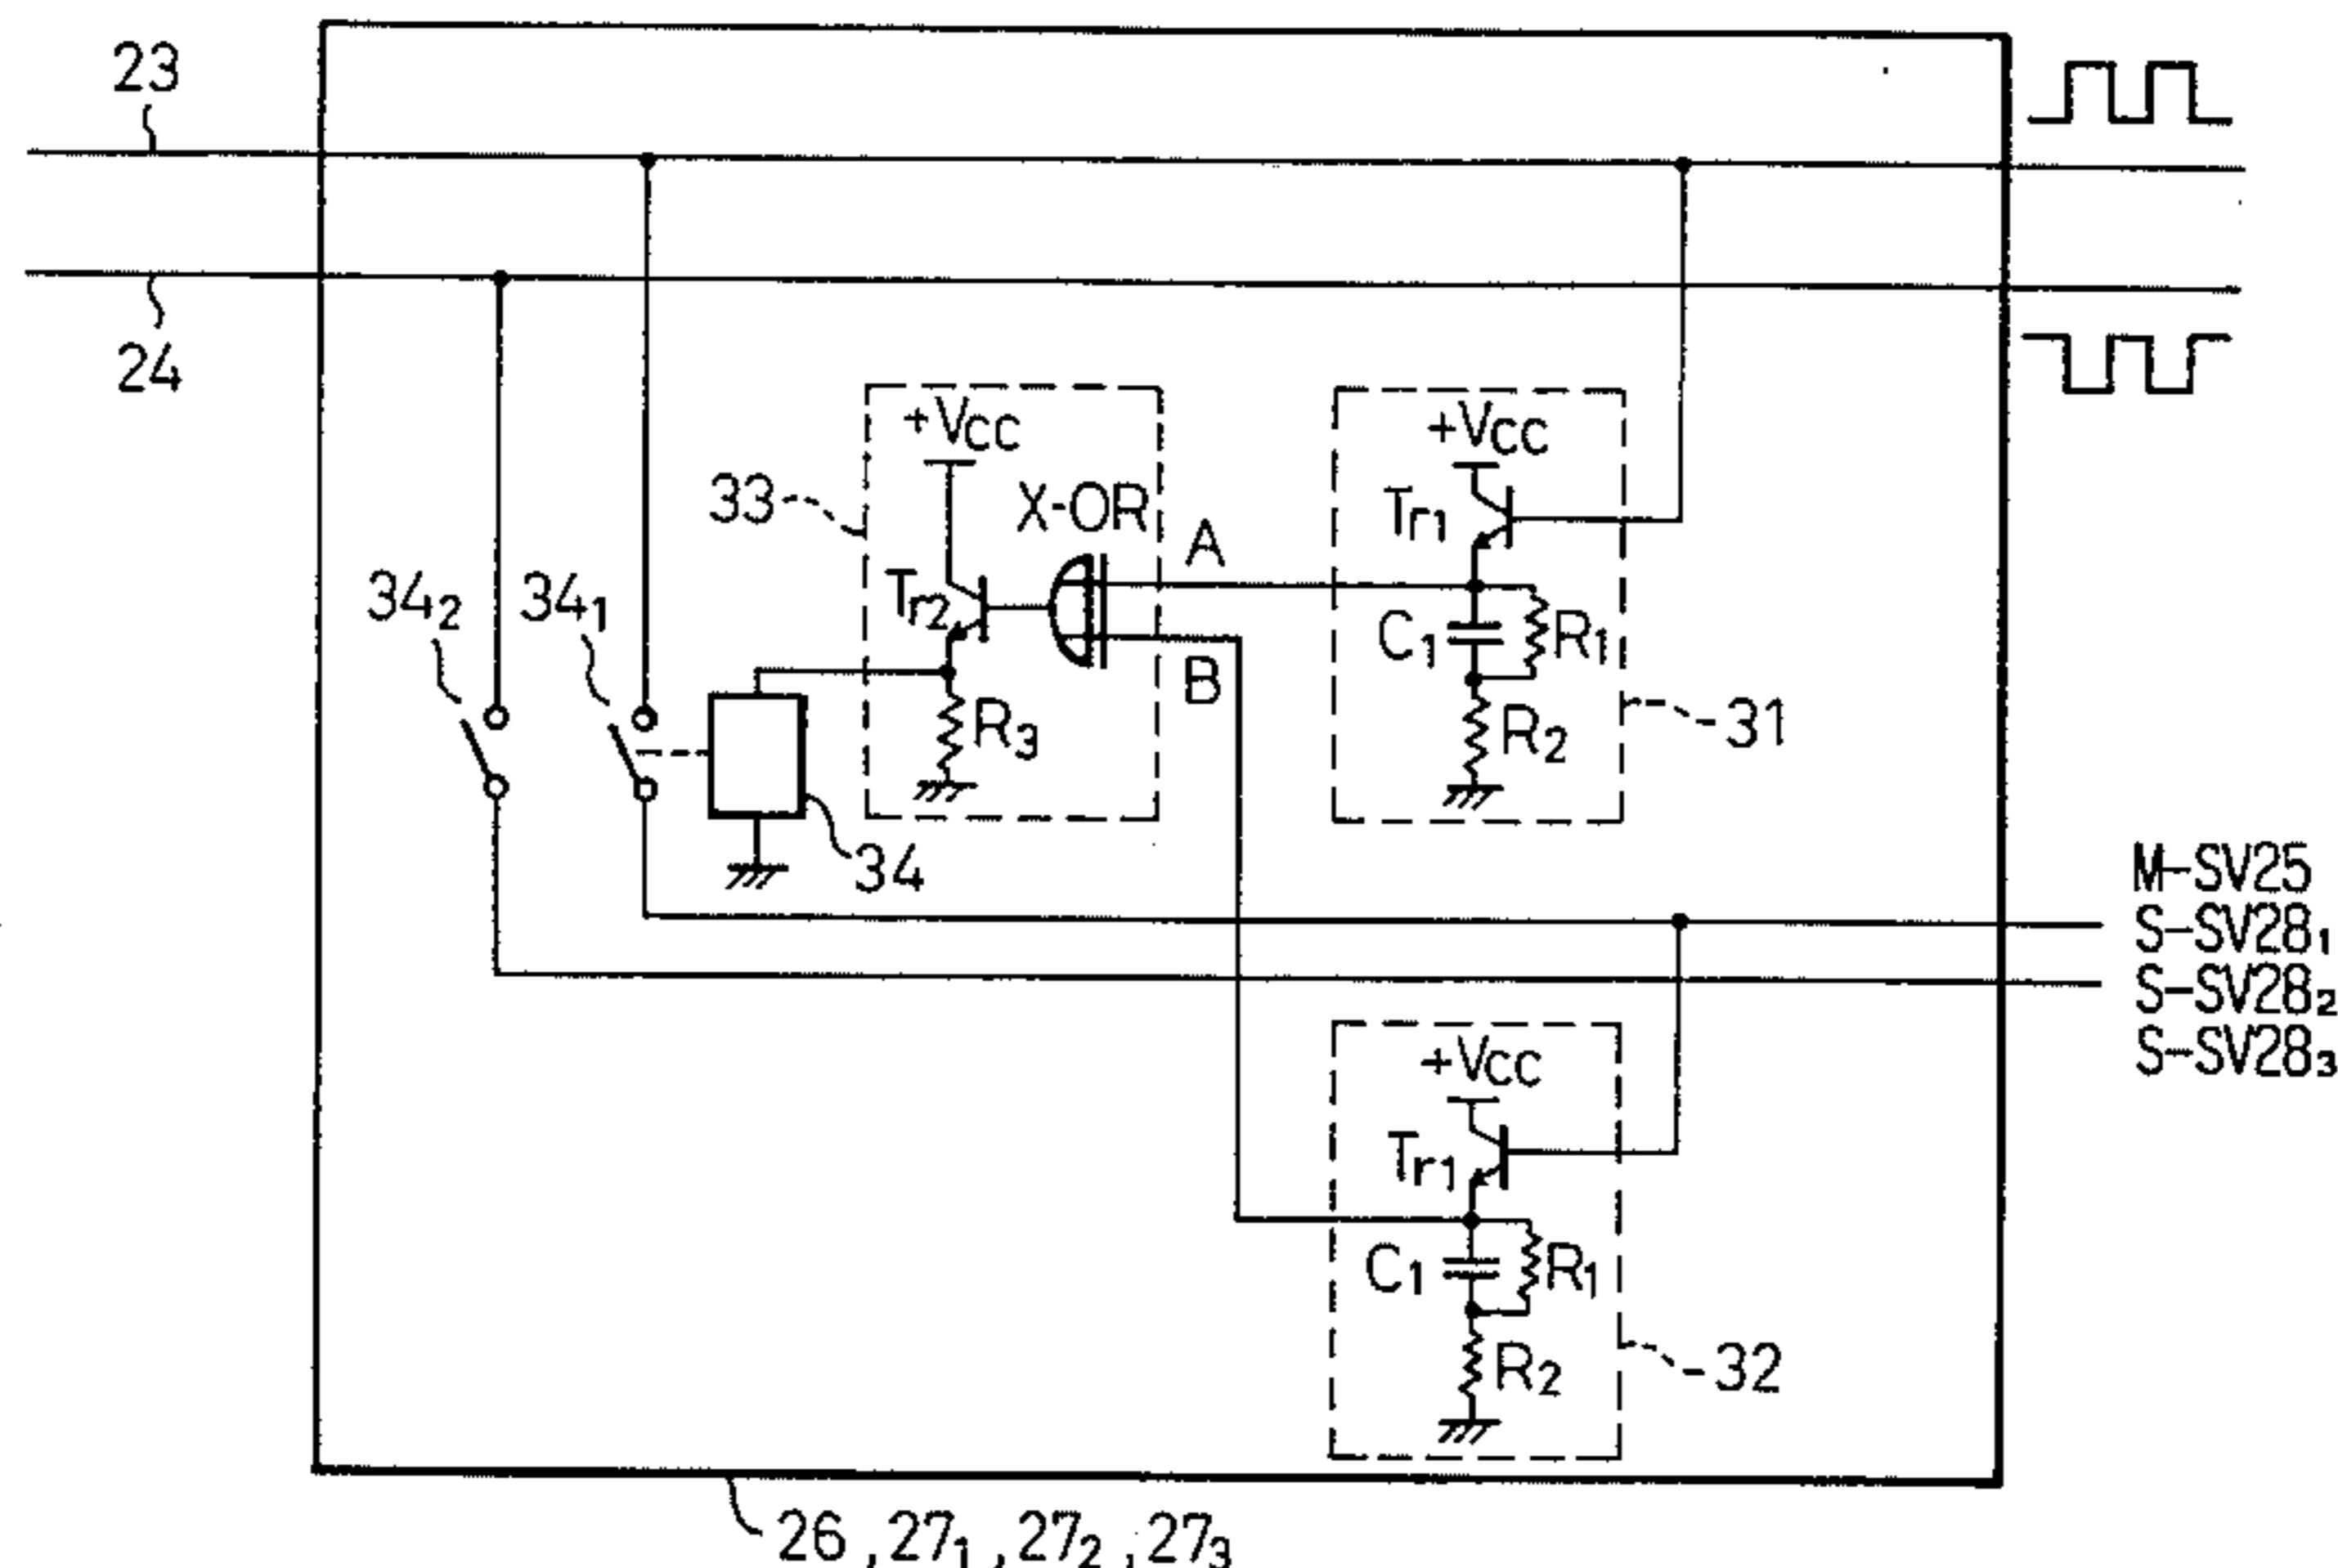 23
24
+Vcc
+Vcc
33
X-OR
A
Tr1
34₂
34₁
Tr2
C1
R1
B
R3
R2
31
34
M-SV25
S-SV28₁
S-SV28₂
S-SV28₃
+Vcc
Tr1
C1
R1
R2
32
26, 27₁, 27₂, 27₃